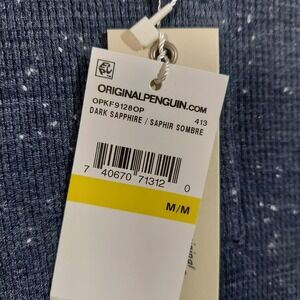 ORIGINALPENGUIN.COM
OPKF9128OP 413
DARK SAPPHIRE / SAPHIR SOMBRE
7 40670 71312 0
M/M